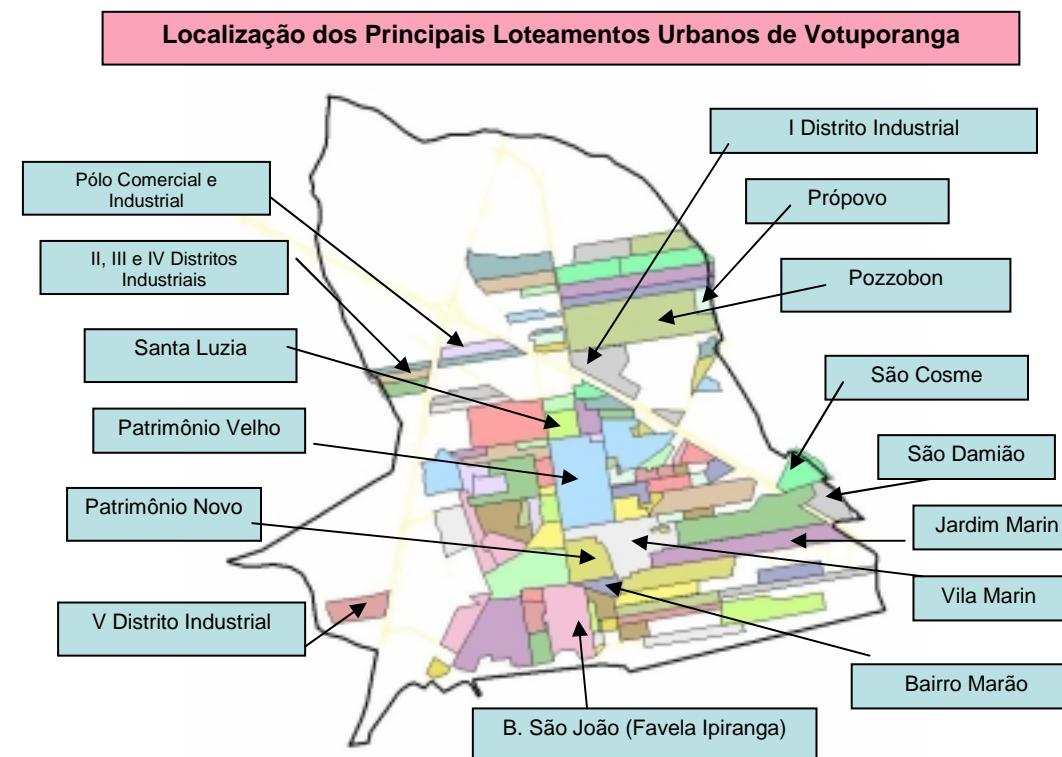 Localização dos Principais Loteamentos Urbanos de Votuporanga
I Distrito Industrial
Pólo Comercial e
Industrial
Própovo
II, III e IV Distritos
Industriais
Pozzobon
Santa Luzia
São Cosme
Patrimônio Velho
São Damião
Patrimônio Novo
Jardim Marin
Vila Marin
V Distrito Industrial
Bairro Marão
B. São João (Favela Ipiranga)